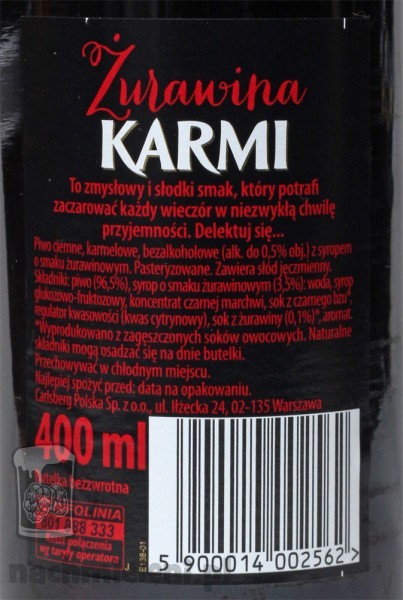 Żurawina
KARMI
To zmysłowy i słodki smak, który potrafi
zaczarować każdy wieczór w niezwykłą chwilę
przyjemności. Delektuj się...
Piwo ciemne, karmelowe, bezalkoholowe (alk. do 0,5% obj.) z syropem
o smaku żurawinowym. Pasteryzowane. Zawiera słód jęczmienny.
Składniki: piwo (96,5%), syrop o smaku żurawinowym (3,5%): woda, syrop
glukozowo-fruktozowy, koncentrat czarnej marchwi, sok z czarnego bzu*,
regulator kwasowości (kwas cytrynowy), sok z żurawiny (0,1%)*, aromat.
*Wyprodukowano z zagęszczonych soków owocowych. Naturalne
składniki mogą osadzać się na dnie butelki.
Przechowywać w chłodnym miejscu.
Najlepiej spożyć przed: data na opakowaniu.
Carlsberg Polska Sp. z o.o., ul. Iłżecka 24, 02-135 Warszawa
400 ml
butelka bezzwrotna
INFOLINIA
801 888 333
koszt połączenia
wg taryfy operatora
J
E138-01
5 900014 002562 >